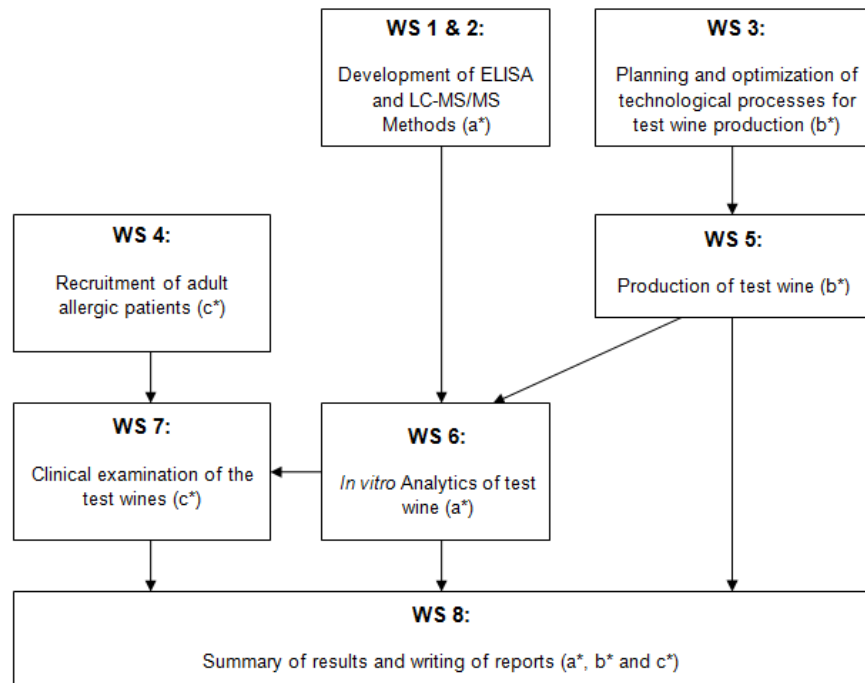 WS 1 & 2:
Development of ELISA
and LC-MS/MS
Methods (a*)
WS 3:
Planning and optimization of
technological processes for
test wine production (b*)
WS 4:
Recruitment of adult
allergic patients (c*)
WS 5:
Production of test wine (b*)
WS 7:
Clinical examination of the
test wines (c*)
WS 6:
In vitro Analytics of test
wine (a*)
WS 8:
Summary of results and writing of reports (a*, b* and c*)